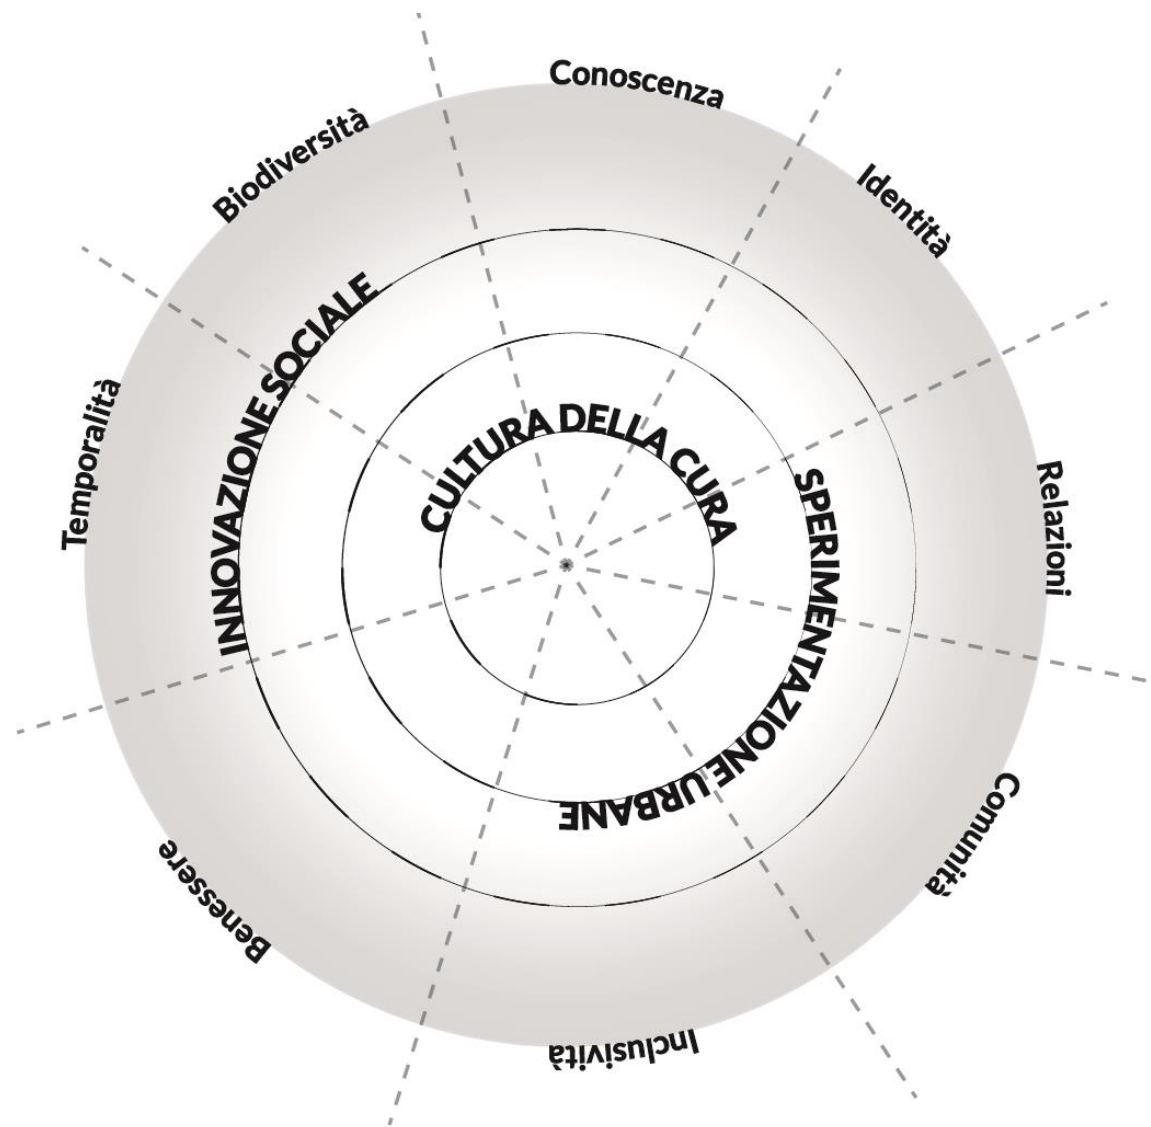 Conoscenza
Identità
Relazioni
Comunità
Inclusività
Benessere
Temporalità
Biodiversità
INNOVAZIONE SOCIALE
CULTURA DELLA CURA
SPERIMENTAZIONE URBANE